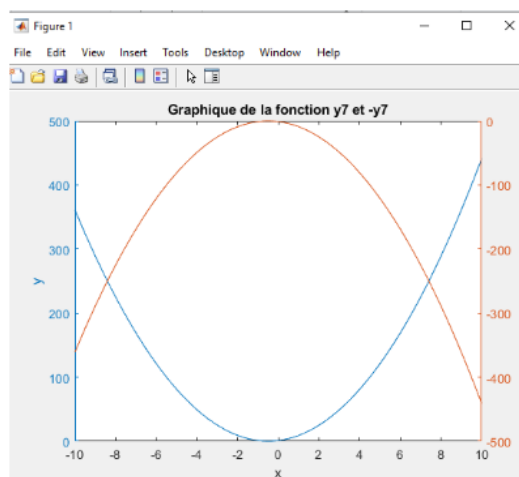 Figure 1
File Edit View Insert Tools Desktop Window Help
Graphique de la fonction y7 et -y7
500 0
400 -100
300 -200
y
200 -300
100 -400
0 -500
-10 -8 -6 -4 -2 0 2 4 6 8 10
x